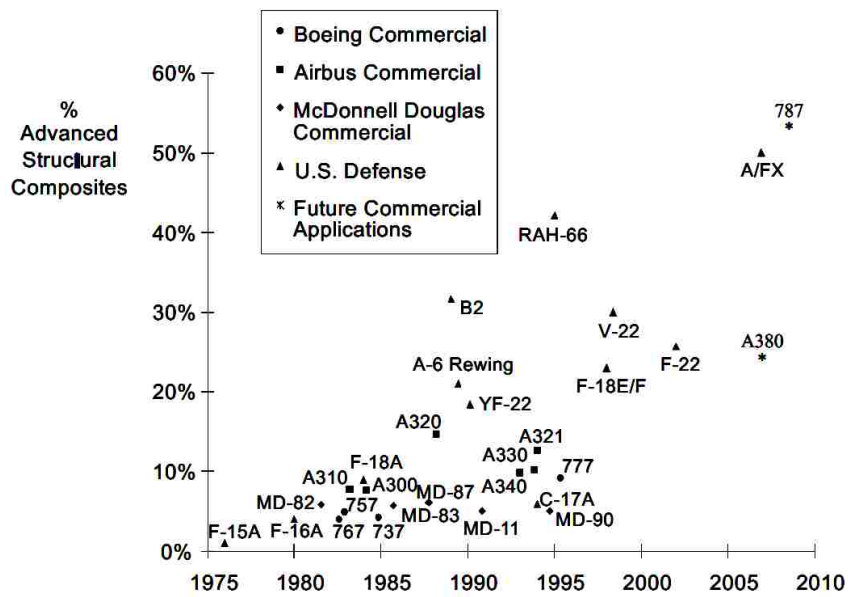 Boeing Commercial
Airbus Commercial
McDonnell Douglas
Commercial
U.S. Defense
Future Commercial
Applications
%
Advanced
Structural
Composites
60%
50%
40%
30%
20%
10%
0%
787
A/FX
RAH-66
B2
V-22
A380
F-22
A-6 Rewing
F-18E/F
YF-22
A320
A321
A330
777
F-18A
A310
A300
A340
MD-87
C-17A
MD-82
757
MD-83
MD-11
MD-90
F-15A
F-16A
767
737
1975
1980
1985
1990
1995
2000
2005
2010